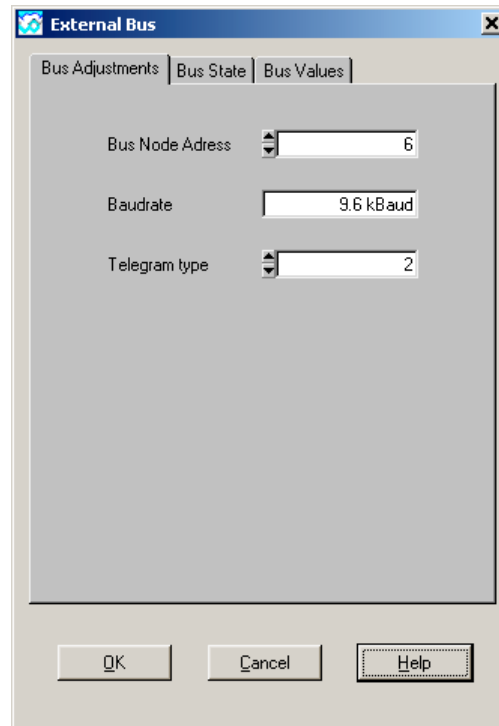 External Bus
Bus Adjustments Bus State Bus Values
Bus Node Adress 6
Baudrate 9.6 kBaud
Telegram type 2
OK Cancel Help